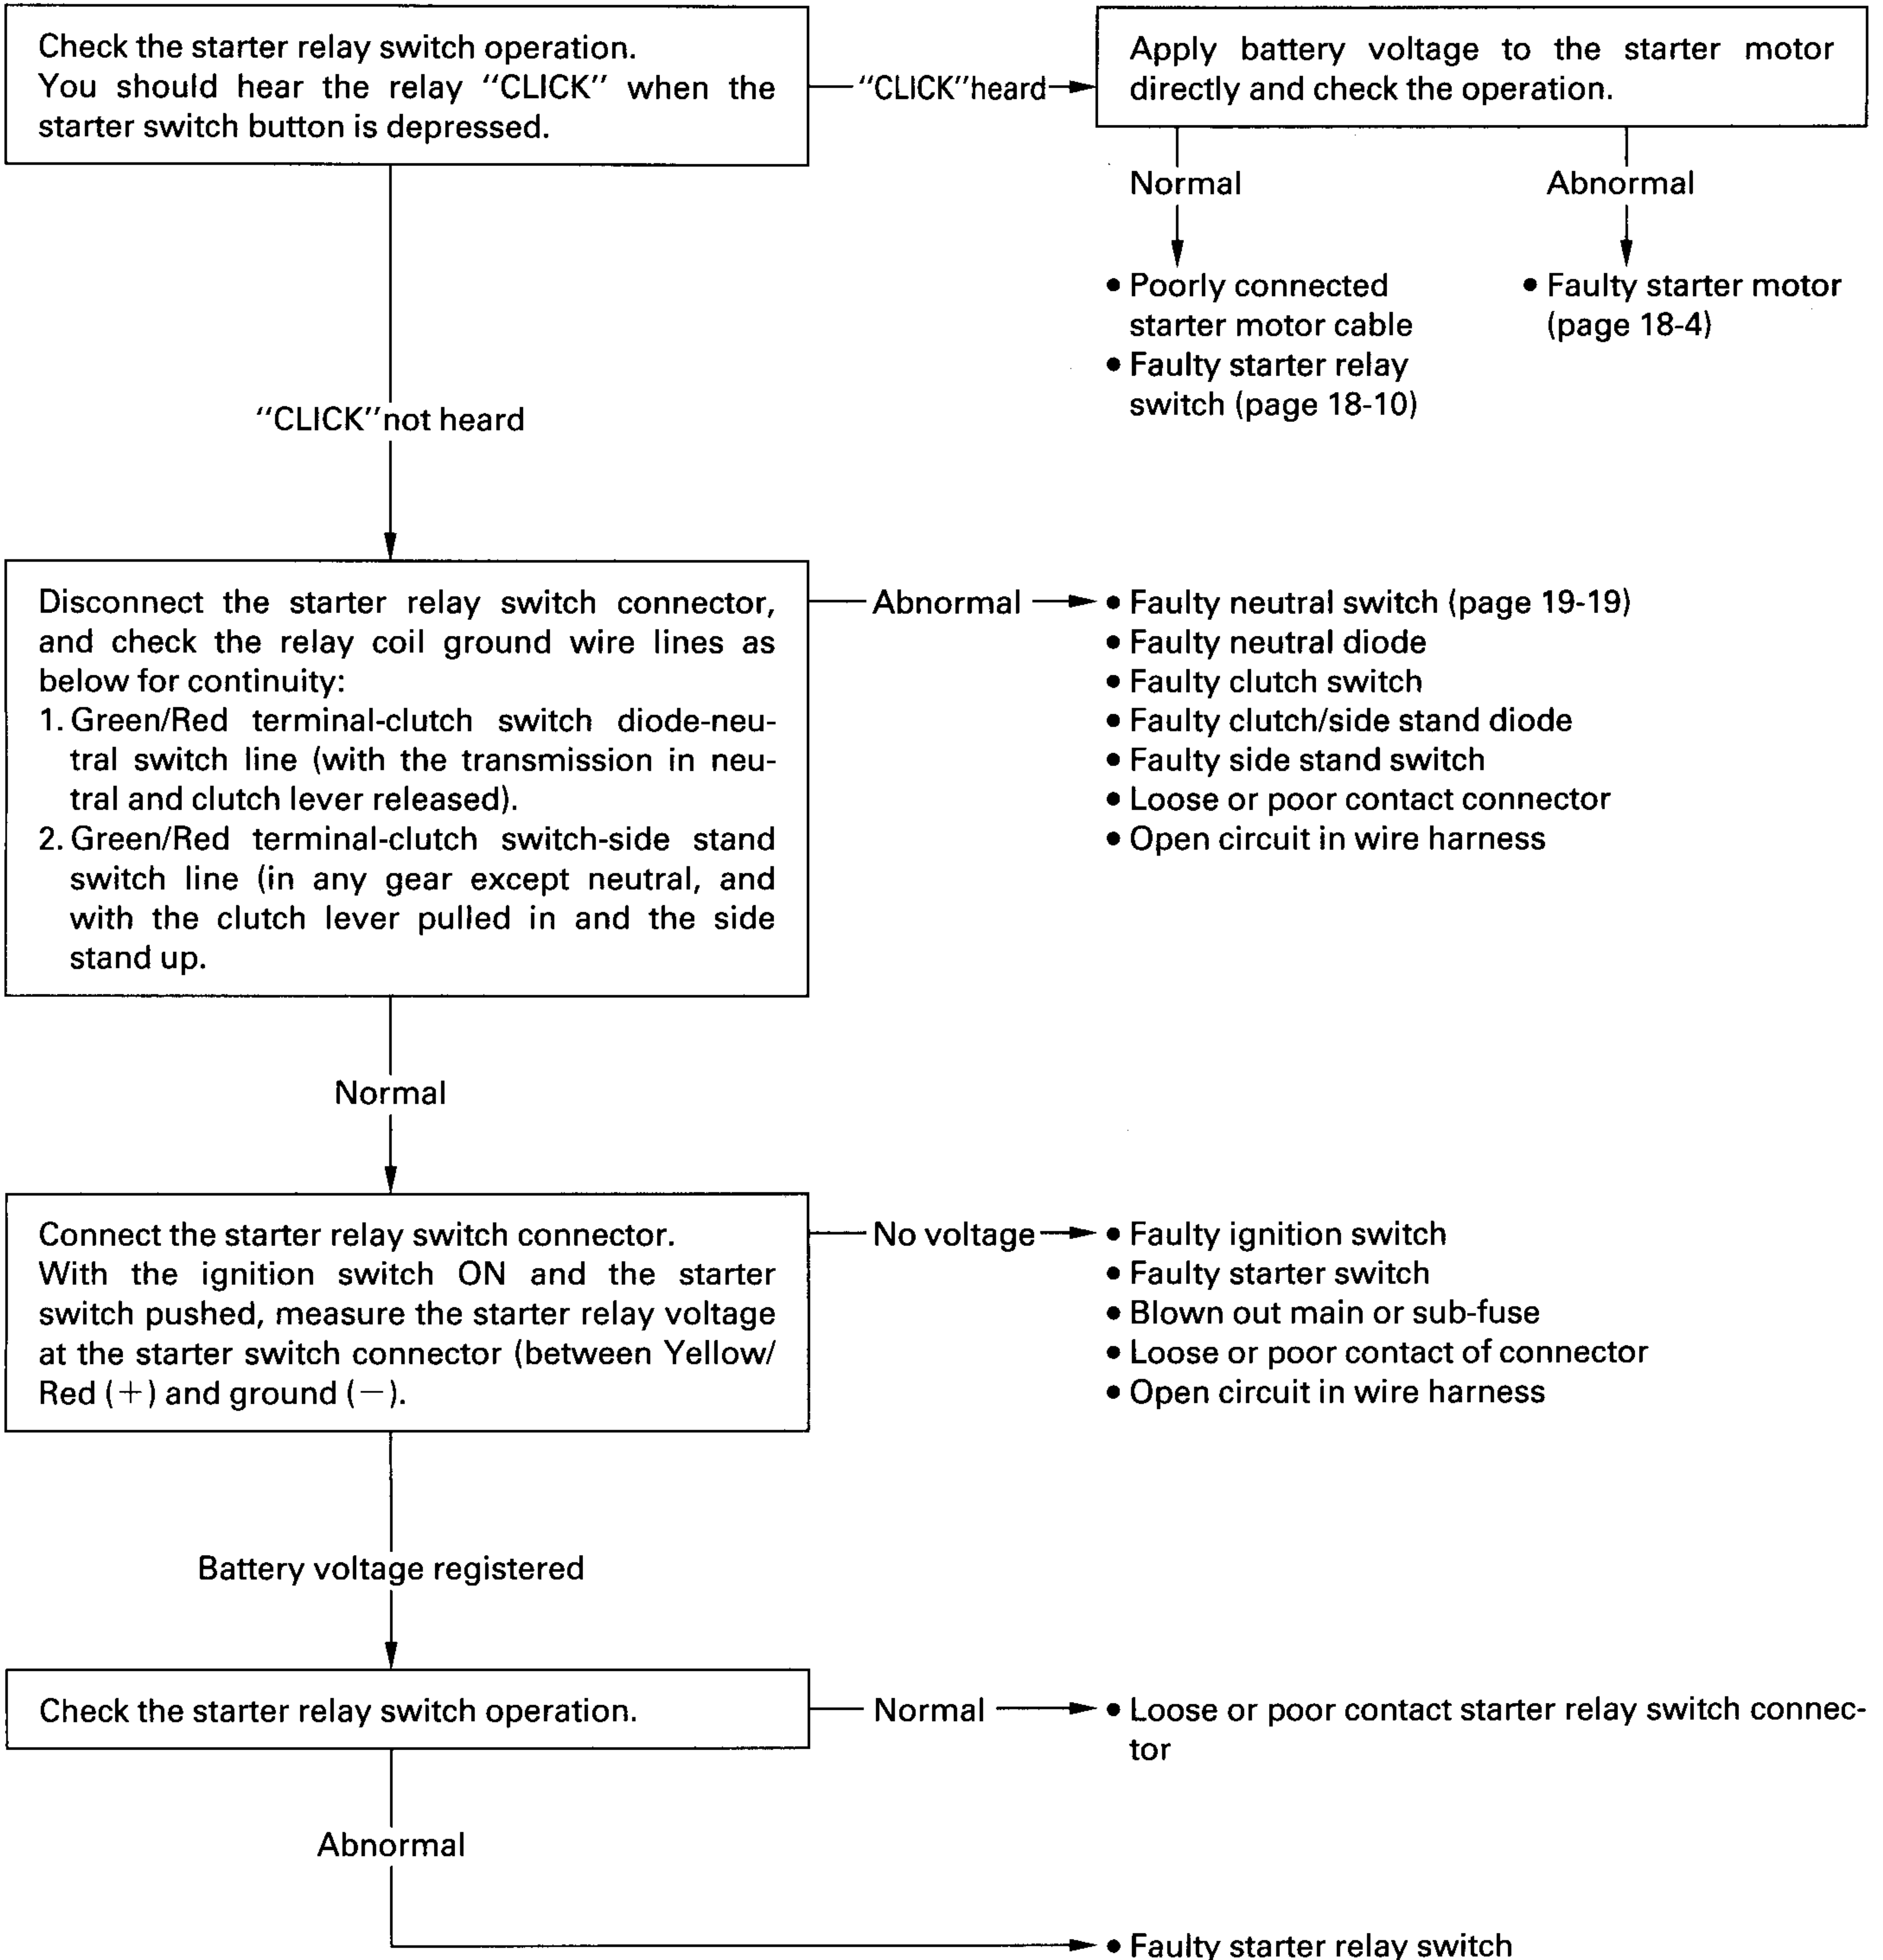 Check the starter relay switch operation.
You should hear the relay “CLICK” when the
starter switch button is depressed.
“CLICK”heard
Apply battery voltage to the starter motor
directly and check the operation.
Normal
Abnormal
• Poorly connected
starter motor cable
• Faulty starter relay
switch (page 18-10)
• Faulty starter motor
(page 18-4)
“CLICK”not heard
Disconnect the starter relay switch connector,
and check the relay coil ground wire lines as
below for continuity:
1. Green/Red terminal-clutch switch diode-neu-
tral switch line (with the transmission in neu-
tral and clutch lever released).
2. Green/Red terminal-clutch switch-side stand
switch line (in any gear except neutral, and
with the clutch lever pulled in and the side
stand up.
Abnormal
• Faulty neutral switch (page 19-19)
• Faulty neutral diode
• Faulty clutch switch
• Faulty clutch/side stand diode
• Faulty side stand switch
• Loose or poor contact connector
• Open circuit in wire harness
Normal
Connect the starter relay switch connector.
With the ignition switch ON and the starter
switch pushed, measure the starter relay voltage
at the starter switch connector (between Yellow/
Red (+) and ground (−).
No voltage
• Faulty ignition switch
• Faulty starter switch
• Blown out main or sub-fuse
• Loose or poor contact of connector
• Open circuit in wire harness
Battery voltage registered
Check the starter relay switch operation.
Normal
• Loose or poor contact starter relay switch connec-
tor
Abnormal
• Faulty starter relay switch